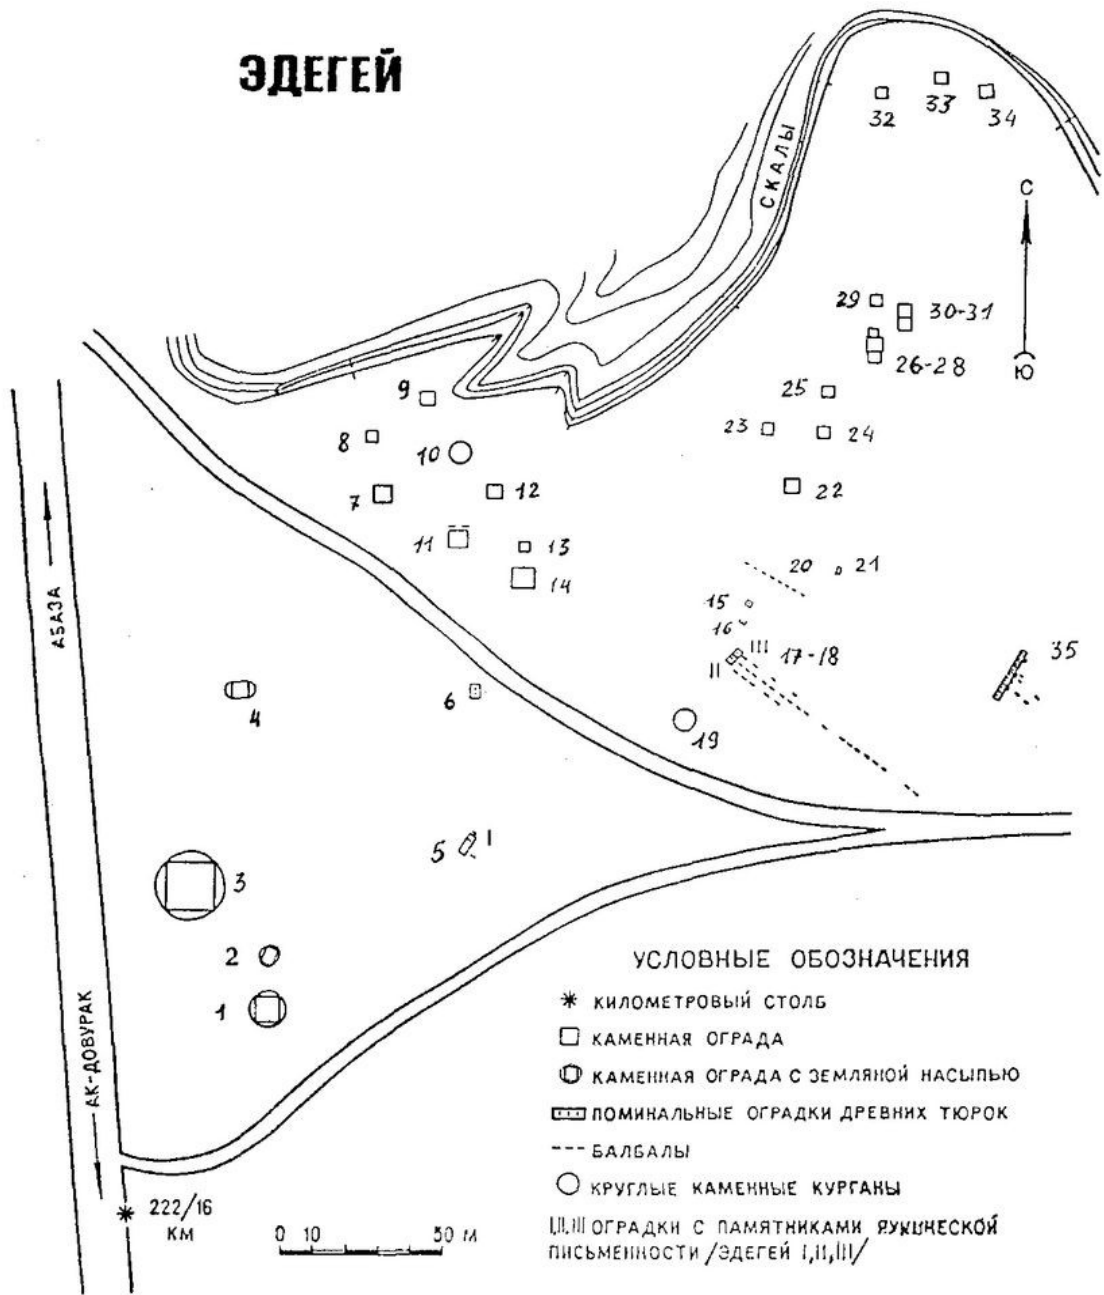 ЭДЕГЕЙ
32
33
34
СКАЛЫ
С
Ю
29
30-31
26-28
25
23
24
22
9
8
10
7
12
11
13
14
20
21
15
16
III
17-18
II
35
19
АБАЗА
4
6
5
I
3
2
1
АК-ДОВУРАК
222/16
КМ
0 10 50 М
УСЛОВНЫЕ ОБОЗНАЧЕНИЯ
КИЛОМЕТРОВЫЙ СТОЛБ
КАМЕННАЯ ОГРАДА
КАМЕННАЯ ОГРАДА С ЗЕМЛЯНОЙ НАСЫПЬЮ
ПОМИНАЛЬНЫЕ ОГРАДКИ ДРЕВНИХ ТЮРОК
БАЛБАЛЫ
КРУГЛЫЕ КАМЕННЫЕ КУРГАНЫ
I,II,III ОГРАДКИ С ПАМЯТНИКАМИ
ПИСЬМЕННОСТИ /ЭДЕГЕЙ I,II,III/